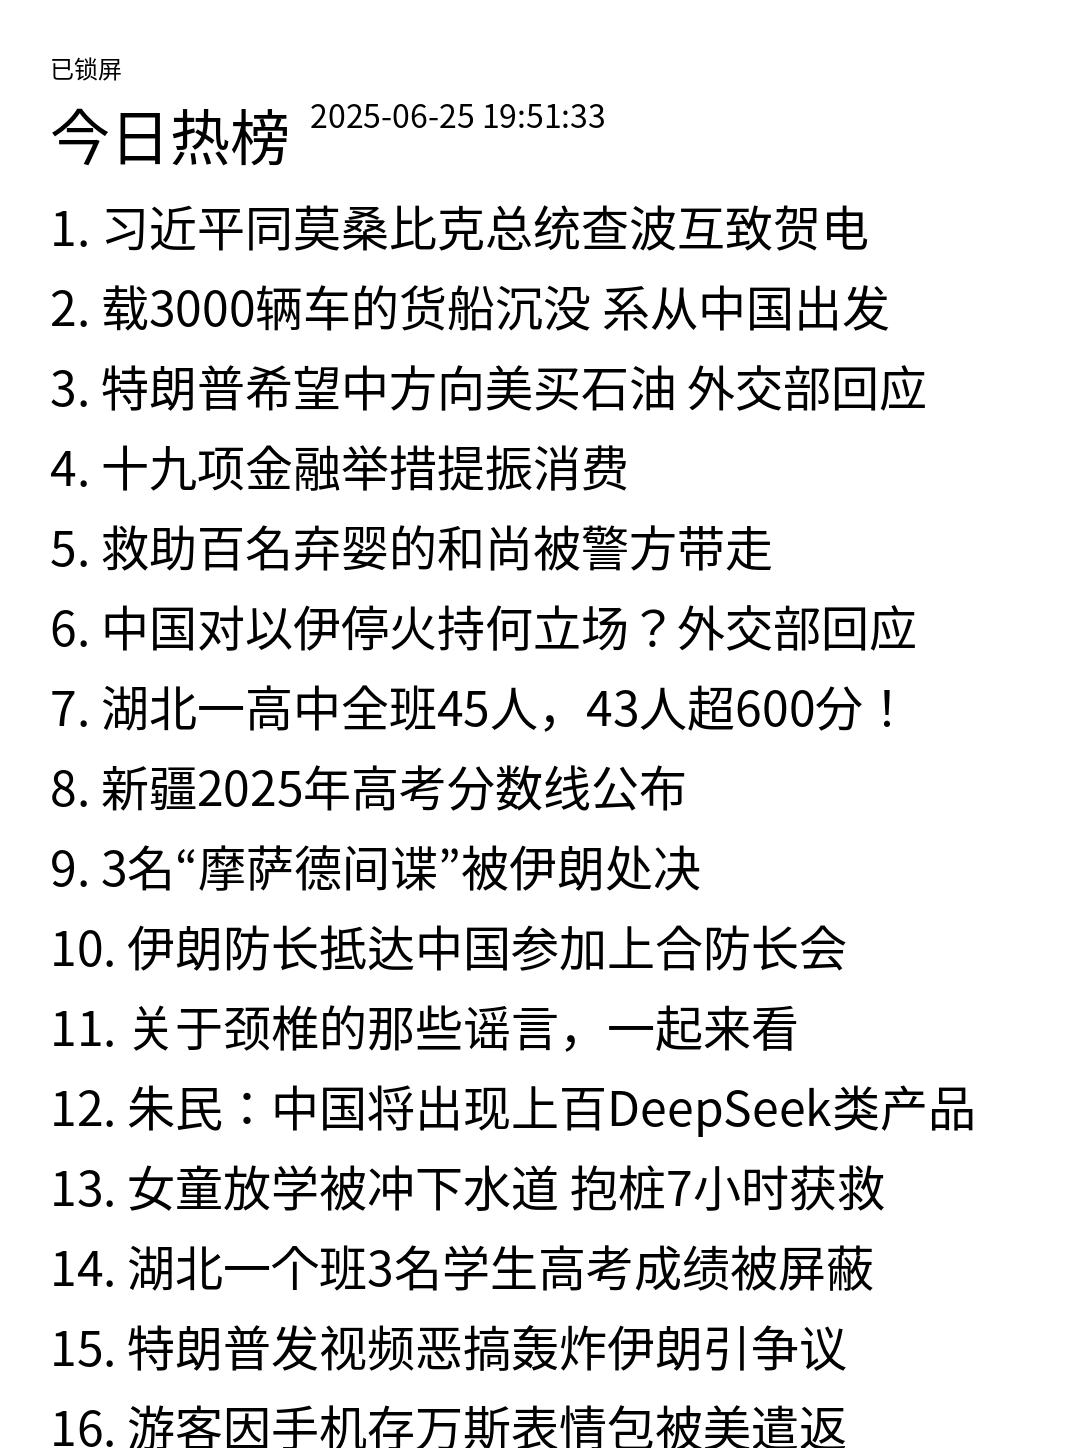 已锁屏
今日热榜 2025-06-25 19:51:33
1. 习近平同莫桑比克总统查波互致贺电
2. 载3000辆车的货船沉没 系从中国出发
3. 特朗普希望中方向美买石油 外交部回应
4. 十九项金融举措提振消费
5. 救助百名弃婴的和尚被警方带走
6. 中国对以伊停火持何立场？外交部回应
7. 湖北一高中全班45人，43人超600分！
8. 新疆2025年高考分数线公布
9. 3名“摩萨德间谍”被伊朗处决
10. 伊朗防长抵达中国参加上合防长会
11. 关于颈椎的那些谣言，一起来看
12. 朱民：中国将出现上百DeepSeek类产品
13. 女童放学被冲下水道 抱桩7小时获救
14. 湖北一个班3名学生高考成绩被屏蔽
15. 特朗普发视频恶搞轰炸伊朗引争议
16. 游客因手机存万斯表情包被美遣返